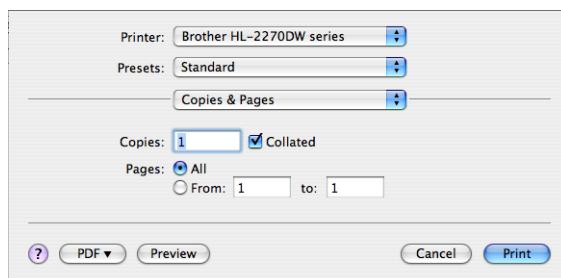 Printer: Brother HL-2270DW series
Presets: Standard
Copies & Pages
Copies: 1 Collated
Pages: All
From: 1 to: 1
? PDF ▼ Preview Cancel Print